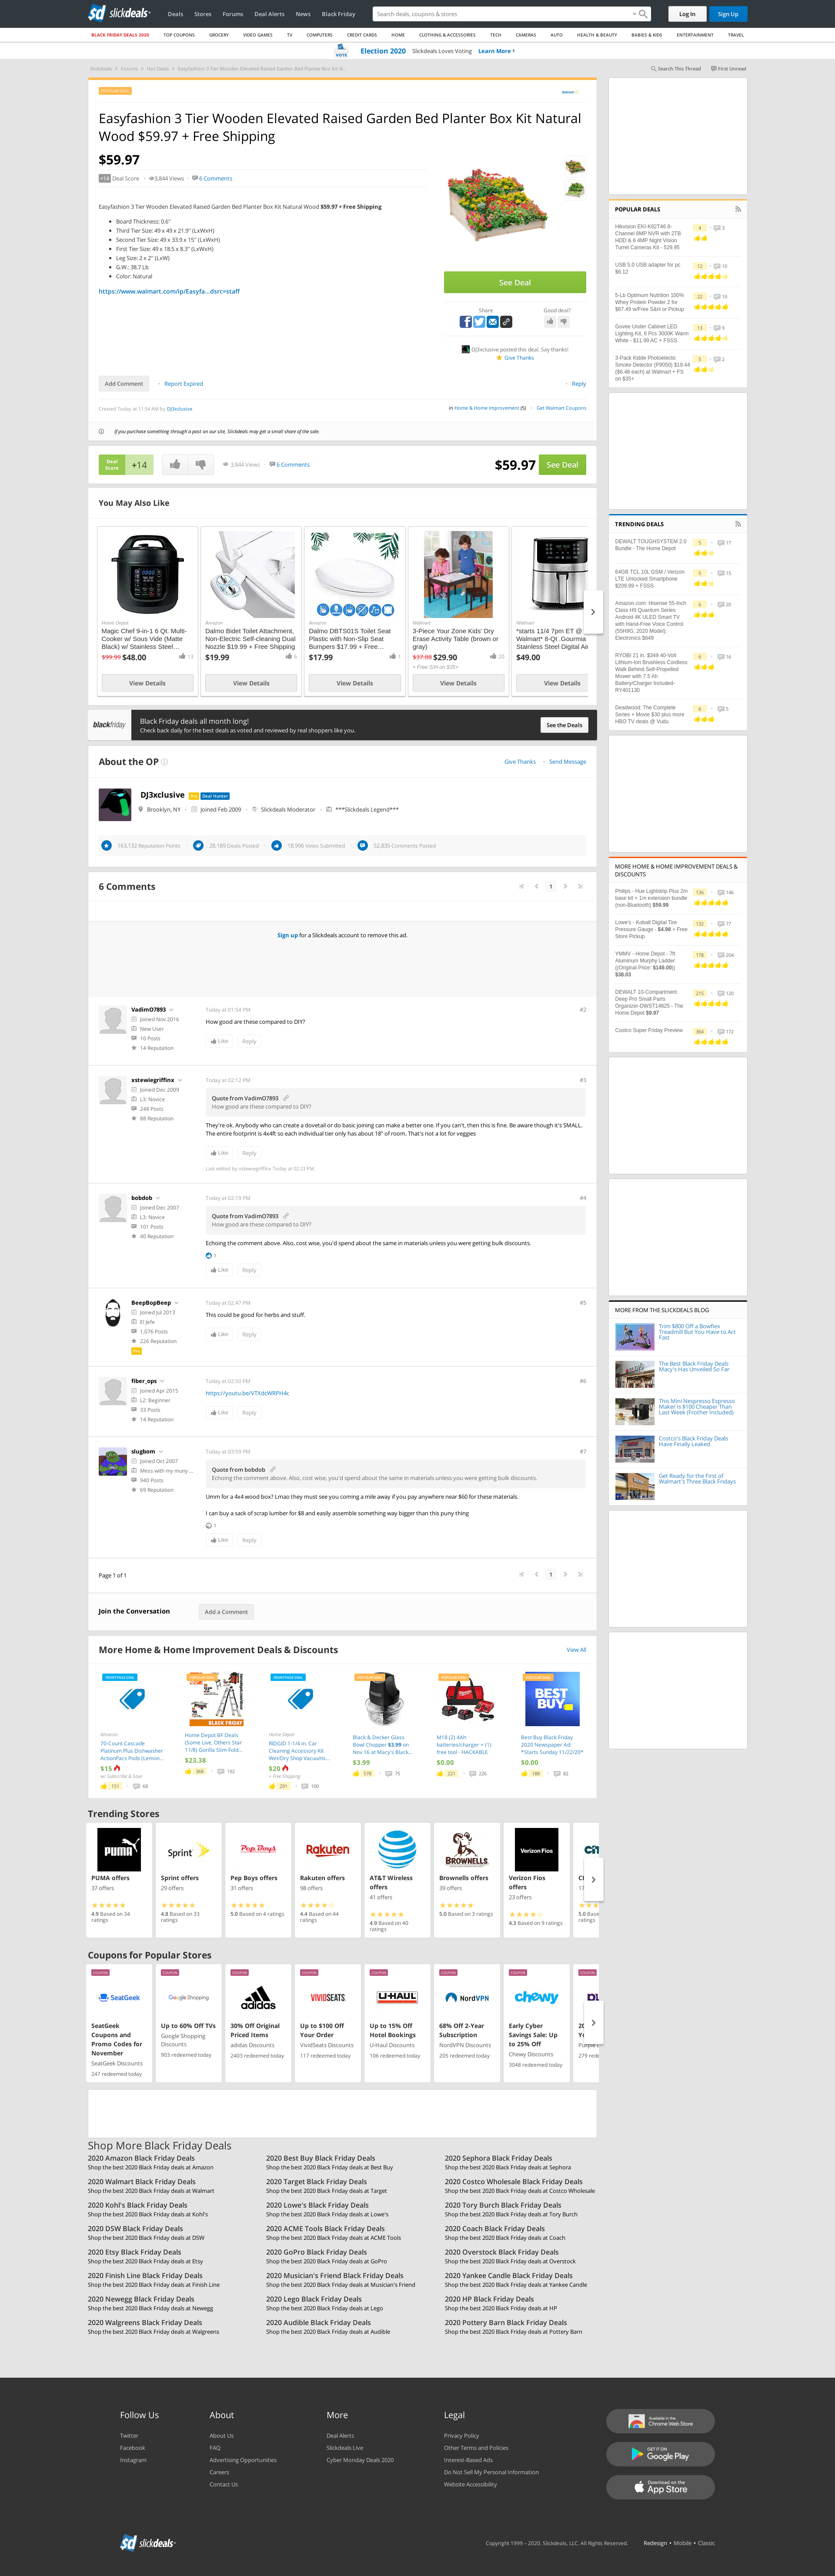 slickdeals
Deals
Stores
Forums
Deal Alerts
News
Black Friday
Search deals, coupons & stores
Log In
Sign Up
BLACK FRIDAY DEALS 2020
TOP COUPONS
GROCERY
VIDEO GAMES
TV
COMPUTERS
CREDIT CARDS
HOME
CLOTHING & ACCESSORIES
TECH
CAMERAS
AUTO
HEALTH & BEAUTY
BABIES & KIDS
ENTERTAINMENT
TRAVEL
VOTE
Election 2020
Slickdeals Loves Voting
Learn More
Slickdeals
Forums
Hot Deals
Easyfashion 3 Tier Wooden Elevated Raised Garden Bed Planter Box Kit N...
Search This Thread
First Unread
Walmart
Easyfashion 3 Tier Wooden Elevated Raised Garden Bed Planter Box Kit Natural
Wood $59.97 + Free Shipping
$59.97
+14 Deal Score
3,844 Views
6 Comments
Easyfashion 3 Tier Wooden Elevated Raised Garden Bed Planter Box Kit Natural Wood $59.97 + Free Shipping
Board Thickness: 0.6"
Third Tier Size: 49 x 49 x 21.9" (LxWxH)
Second Tier Size: 49 x 33.9 x 15" (LxWxH)
First Tier Size: 49 x 18.5 x 8.3" (LxWxH)
Leg Size: 2 x 2" (LxW)
G.W.: 38.7 Lb
Color: Natural
https://www.walmart.com/ip/Easyfa...dsrc=staff
See Deal
Share
Good deal?
DJ3xclusive posted this deal. Say thanks!
Give Thanks
Add Comment
Report Expired
Reply
Created Today at 11:54 AM by DJ3xclusive
in Home & Home Improvement (5)
Get Walmart Coupons
If you purchase something through a post on our site, Slickdeals may get a small share of the sale.
Deal
Score
+14
3,844 Views
6 Comments
$59.97
See Deal
You May Also Like
Home Depot
Magic Chef 9-in-1 6 Qt. Multi-
Cooker w/ Sous Vide (Matte
Black) w/ Stainless Steel...
$99.99 $48.00
13
View Details
Amazon
Dalmo Bidet Toilet Attachment,
Non-Electric Self-cleaning Dual
Nozzle $19.99 + Free Shipping
$19.99
6
View Details
Amazon
Dalmo DBTS01S Toilet Seat
Plastic with Non-Slip Seat
Bumpers $17.99 + Free...
$17.99
1
View Details
Walmart
3-Piece Your Zone Kids' Dry
Erase Activity Table (brown or
gray)
$37.88 $29.90
20
+ Free S/H on $35+
View Details
Walmart
*starts 11/4 7pm ET @
Walmart* 8-Qt. Gourmia
Stainless Steel Digital Air
$49.00
View Details
blackfriday
Black Friday deals all month long!
Check back daily for the best deals as voted and reviewed by real shoppers like you.
See the Deals
About the OP
Give Thanks
Send Message
DJ3xclusive
Pro
Deal Hunter
Brooklyn, NY
Joined Feb 2009
Slickdeals Moderator
***Slickdeals Legend***
163,132 Reputation Points
28,189 Deals Posted
18,996 Votes Submitted
52,835 Comments Posted
6 Comments
1
Sign up for a Slickdeals account to remove this ad.
VadimO7893
Joined Nov 2016
New User
10 Posts
14 Reputation
Today at 01:54 PM
#2
How good are these compared to DIY?
Like
Reply
xstewiegriffinx
Joined Dec 2009
L3: Novice
248 Posts
88 Reputation
Today at 02:12 PM
#3
Quote from VadimO7893
How good are these compared to DIY?
They're ok. Anybody who can create a dovetail or do basic joining can make a better one. If you can't, then this is fine. Be aware though it's SMALL.
The entire footprint is 4x4ft so each individual tier only has about 18" of room. That's not a lot for veggies
Like
Reply
Last edited by xstewiegriffinx Today at 02:23 PM.
bobdob
Joined Dec 2007
L3: Novice
101 Posts
40 Reputation
Today at 02:19 PM
#4
Quote from VadimO7893
How good are these compared to DIY?
Echoing the comment above. Also, cost wise, you'd spend about the same in materials unless you were getting bulk discounts.
1
Like
Reply
BeepBopBeep
Joined Jul 2013
El Jefe
1,076 Posts
226 Reputation
Pro
Today at 02:47 PM
#5
This could be good for herbs and stuff.
Like
Reply
fiber_ops
Joined Apr 2015
L2: Beginner
33 Posts
14 Reputation
Today at 02:50 PM
#6
https://youtu.be/VTXdcWRPH4c
Like
Reply
slugbom
Joined Oct 2007
Mess with my muny ...
940 Posts
69 Reputation
Today at 03:59 PM
#7
Quote from bobdob
Echoing the comment above. Also, cost wise, you'd spend about the same in materials unless you were getting bulk discounts.
Umm for a 4x4 wood box? Lmao they must see you coming a mile away if you pay anywhere near $60 for these materials.
I can buy a sack of scrap lumber for $8 and easily assemble something way bigger than this puny thing
1
Like
Reply
Page 1 of 1
1
Join the Conversation
Add a Comment
More Home & Home Improvement Deals & Discounts
View All
FRONTPAGE DEAL
Amazon
70-Count Cascade
Platinum Plus Dishwasher
ActionPacs Pods (Lemon...
$15
w/ Subscribe & Save
151
68
BLACK FRIDAY
Home Depot BF Deals
(Some Live, Others Star
11/8) Gorilla Slim-Fold...
$23.38
368
192
FRONTPAGE DEAL
Home Depot
RIDGID 1-1/4 in. Car
Cleaning Accessory Kit
Wet/Dry Shop Vacuums...
$20
+ Free Shipping
291
100
POPULAR DEAL
Black & Decker Glass
Bowl Chopper $3.99 on
Nov 16 at Macy's Black...
$3.99
578
75
POPULAR DEAL
M18 (2) 4Ah
batteries/charger + (1)
free tool - HACKABLE
$0.00
221
226
POPULAR DEAL
BEST
BUY
Best Buy Black Friday
2020 Newspaper Ad:
*Starts Sunday 11/22/20*
$0.00
188
82
Trending Stores
PUMA
PUMA offers
37 offers
4.9 Based on 34
ratings
Sprint
Sprint offers
29 offers
4.8 Based on 33
ratings
Pep Boys
Pep Boys offers
31 offers
5.0 Based on 4 ratings
Rakuten
Rakuten offers
98 offers
4.4 Based on 44
ratings
AT&T
AT&T Wireless
offers
41 offers
4.9 Based on 40
ratings
BROWNELLS
Brownells offers
39 offers
5.0 Based on 3 ratings
Verizon Fios
Verizon Fios
offers
23 offers
4.3 Based on 9 ratings
Coupons for Popular Stores
COUPON
SeatGeek
SeatGeek
Coupons and
Promo Codes for
November
SeatGeek Discounts
247 redeemed today
COUPON
Google Shopping
Up to 60% Off TVs
Google Shopping
Discounts
903 redeemed today
COUPON
adidas
30% Off Original
Priced Items
adidas Discounts
2403 redeemed today
COUPON
VIVIDSEATS
Up to $100 Off
Your Order
VividSeats Discounts
117 redeemed today
COUPON
U-HAUL
Up to 15% Off
Hotel Bookings
U-Haul Discounts
106 redeemed today
COUPON
NordVPN
68% Off 2-Year
Subscription
NordVPN Discounts
205 redeemed today
COUPON
chewy
Early Cyber
Savings Sale: Up
to 25% Off
Chewy Discounts
3048 redeemed today
COUPON
Shop More Black Friday Deals
2020 Amazon Black Friday Deals
Shop the best 2020 Black Friday deals at Amazon
2020 Best Buy Black Friday Deals
Shop the best 2020 Black Friday deals at Best Buy
2020 Sephora Black Friday Deals
Shop the best 2020 Black Friday deals at Sephora
2020 Walmart Black Friday Deals
Shop the best 2020 Black Friday deals at Walmart
2020 Target Black Friday Deals
Shop the best 2020 Black Friday deals at Target
2020 Costco Wholesale Black Friday Deals
Shop the best 2020 Black Friday deals at Costco Wholesale
2020 Kohl's Black Friday Deals
Shop the best 2020 Black Friday deals at Kohl's
2020 Lowe's Black Friday Deals
Shop the best 2020 Black Friday deals at Lowe's
2020 Tory Burch Black Friday Deals
Shop the best 2020 Black Friday deals at Tory Burch
2020 DSW Black Friday Deals
Shop the best 2020 Black Friday deals at DSW
2020 ACME Tools Black Friday Deals
Shop the best 2020 Black Friday deals at ACME Tools
2020 Coach Black Friday Deals
Shop the best 2020 Black Friday deals at Coach
2020 Etsy Black Friday Deals
Shop the best 2020 Black Friday deals at Etsy
2020 GoPro Black Friday Deals
Shop the best 2020 Black Friday deals at GoPro
2020 Overstock Black Friday Deals
Shop the best 2020 Black Friday deals at Overstock
2020 Finish Line Black Friday Deals
Shop the best 2020 Black Friday deals at Finish Line
2020 Musician's Friend Black Friday Deals
Shop the best 2020 Black Friday deals at Musician's Friend
2020 Yankee Candle Black Friday Deals
Shop the best 2020 Black Friday deals at Yankee Candle
2020 Newegg Black Friday Deals
Shop the best 2020 Black Friday deals at Newegg
2020 Lego Black Friday Deals
Shop the best 2020 Black Friday deals at Lego
2020 HP Black Friday Deals
Shop the best 2020 Black Friday deals at HP
2020 Walgreens Black Friday Deals
Shop the best 2020 Black Friday deals at Walgreens
2020 Audible Black Friday Deals
Shop the best 2020 Black Friday deals at Audible
2020 Pottery Barn Black Friday Deals
Shop the best 2020 Black Friday deals at Pottery Barn
POPULAR DEALS
Hikvision EKI-K82T46 8-
Channel 8MP NVR with 2TB
HDD & 6 4MP Night Vision
Turret Cameras Kit - 529.95
4
3
USB 5.0 USB adapter for pc
$6.12
12
10
5-Lb Optimum Nutrition 100%
Whey Protein Powder 2 for
$67.49 w/Free S&H or Pickup
22
10
Govee Under Cabinet LED
Lighting Kit, 6 Pcs 3000K Warm
White - $11.99 AC + FSSS
13
9
3-Pack Kidde Photoelectic
Smoke Detector (P9050) $19.44
($6.48 each) at Walmart + FS
on $35+
5
2
TRENDING DEALS
DEWALT TOUGHSYSTEM 2.0
Bundle - The Home Depot
5
17
64GB TCL 10L GSM / Verizon
LTE Unlocked Smartphone
$209.99 + FSSS
5
15
Amazon.com: Hisense 55-Inch
Class H9 Quantum Series
Android 4K ULED Smart TV
with Hand-Free Voice Control
(55H9G, 2020 Model):
Electronics $649
6
20
RYOBI 21 in. $349 40-Volt
Lithium-Ion Brushless Cordless
Walk Behind Self-Propelled
Mower with 7.5 Ah
Battery/Charger Included-
RY401130
6
16
Deadwood: The Complete
Series + Movie $30 plus more
HBO TV deals @ Vudu
6
5
MORE HOME & HOME IMPROVEMENT DEALS &
DISCOUNTS
Philips - Hue Lightstrip Plus 2m
base kit + 1m extension bundle
(non-Bluetooth) $59.99
136
146
Lowe's - Kobalt Digital Tire
Pressure Gauge - $4.98 + Free
Store Pickup
132
77
YMMV - Home Depot - 7ft
Aluminum Murphy Ladder
((Original Price: $149.00))
$38.03
178
204
DEWALT 10-Compartment
Deep Pro Small Parts
Organizer-DWST14825 - The
Home Depot $9.97
215
120
Costco Super Friday Preview
364
172
MORE FROM THE SLICKDEALS BLOG
Trim $800 Off a Bowflex
Treadmill But You Have to Act
Fast
The Best Black Friday Deals
Macy's Has Unveiled So Far
This Mini Nespresso Espresso
Maker Is $100 Cheaper Than
Last Week (Frother Included)
Costco's Black Friday Deals
Have Finally Leaked
Get Ready for the First of
Walmart's Three Black Fridays
Follow Us
Twitter
Facebook
Instagram
About
About Us
FAQ
Advertising Opportunities
Careers
Contact Us
More
Deal Alerts
Slickdeals Live
Cyber Monday Deals 2020
Legal
Privacy Policy
Other Terms and Policies
Interest-Based Ads
Do Not Sell My Personal Information
Website Accessibility
Available in the
Chrome Web Store
GET IT ON
Google Play
Download on the
App Store
slickdeals
Copyright 1999 - 2020. Slickdeals, LLC. All Rights Reserved.
Redesign • Mobile • Classic